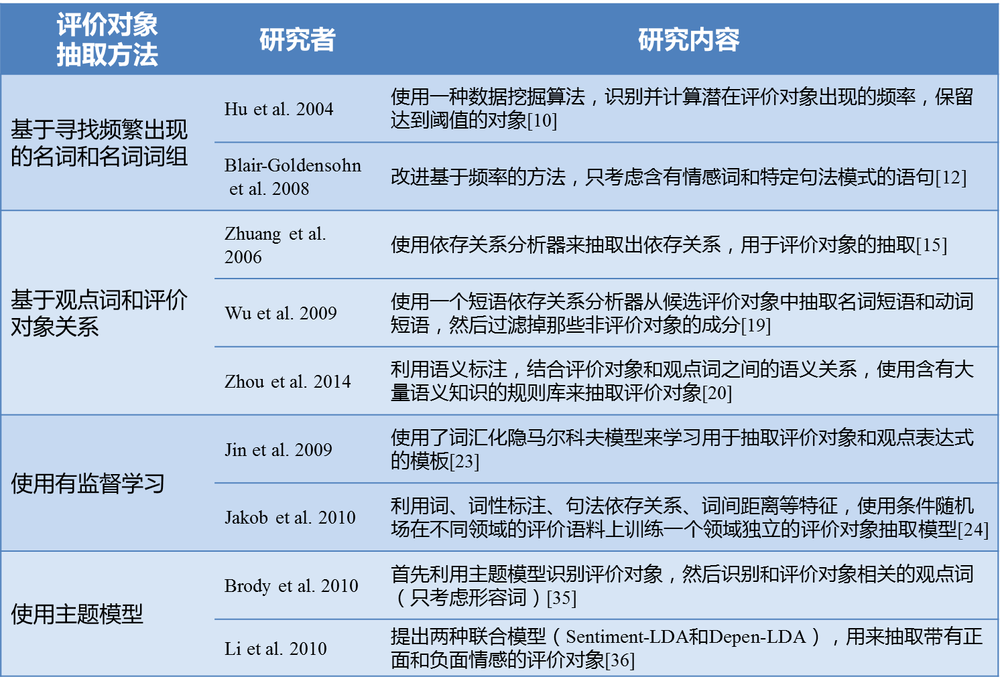 评价对象
抽取方法
研究者
研究内容
基于寻找频繁出现
的名词和名词词组
Hu et al. 2004
使用一种数据挖掘算法，识别并计算潜在评价对象出现的频率，保留
达到阈值的对象[10]
Blair-Goldensohn
et al. 2008
改进基于频率的方法，只考虑含有情感词和特定句法模式的语句[12]
基于观点词和评价
对象关系
Zhuang et al.
2006
使用依存关系分析器来抽取出依存关系，用于评价对象的抽取[15]
Wu et al. 2009
使用一个短语依存关系分析器从候选评价对象中抽取名词短语和动词
短语，然后过滤掉那些非评价对象的成分[19]
Zhou et al. 2014
利用语义标注，结合评价对象和观点词之间的语义关系，使用含有大
量语义知识的规则库来抽取评价对象[20]
使用有监督学习
Jin et al. 2009
使用了词汇化隐马尔科夫模型来学习用于抽取评价对象和观点表达式
的模板[23]
Jakob et al. 2010
利用词、词性标注、句法依存关系、词间距离等特征，使用条件随机
场在不同领域的评价语料上训练一个领域独立的评价对象抽取模型[24]
使用主题模型
Brody et al. 2010
首先利用主题模型识别评价对象，然后识别和评价对象相关的观点词
（只考虑形容词）[35]
Li et al. 2010
提出两种联合模型（Sentiment-LDA和Depen-LDA），用来抽取带有正
面和负面情感的评价对象[36]